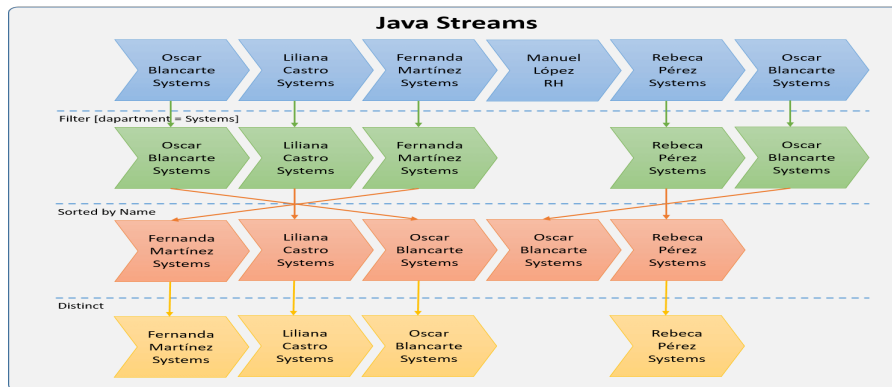 Java Streams
Oscar
Blancarte
Systems
Liliana
Castro
Systems
Fernanda
Martínez
Systems
Manuel
López
RH
Rebeca
Pérez
Systems
Oscar
Blancarte
Systems
Filter [dapartment = Systems]
Oscar
Blancarte
Systems
Liliana
Castro
Systems
Fernanda
Martínez
Systems
Rebeca
Pérez
Systems
Oscar
Blancarte
Systems
Sorted by Name
Fernanda
Martínez
Systems
Liliana
Castro
Systems
Oscar
Blancarte
Systems
Oscar
Blancarte
Systems
Rebeca
Pérez
Systems
Distinct
Fernanda
Martínez
Systems
Liliana
Castro
Systems
Oscar
Blancarte
Systems
Rebeca
Pérez
Systems